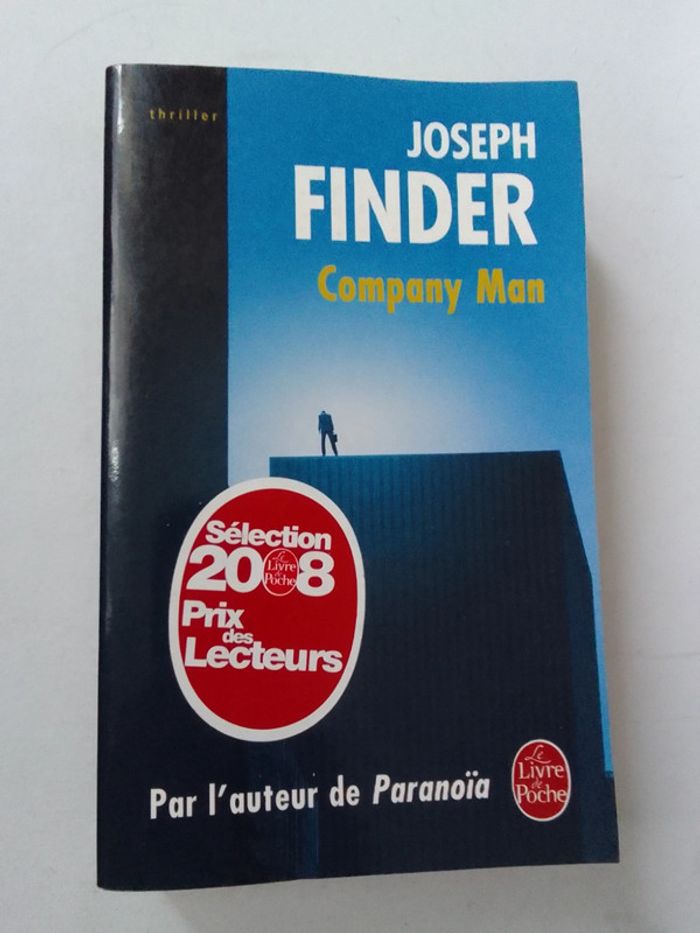 thriller
JOSEPH
FINDER
Company Man
Sélection
2008
Le
Livre
de
Poche
Prix
des
Lecteurs
Par l'auteur de Paranoïa
Le
Livre
de
Poche